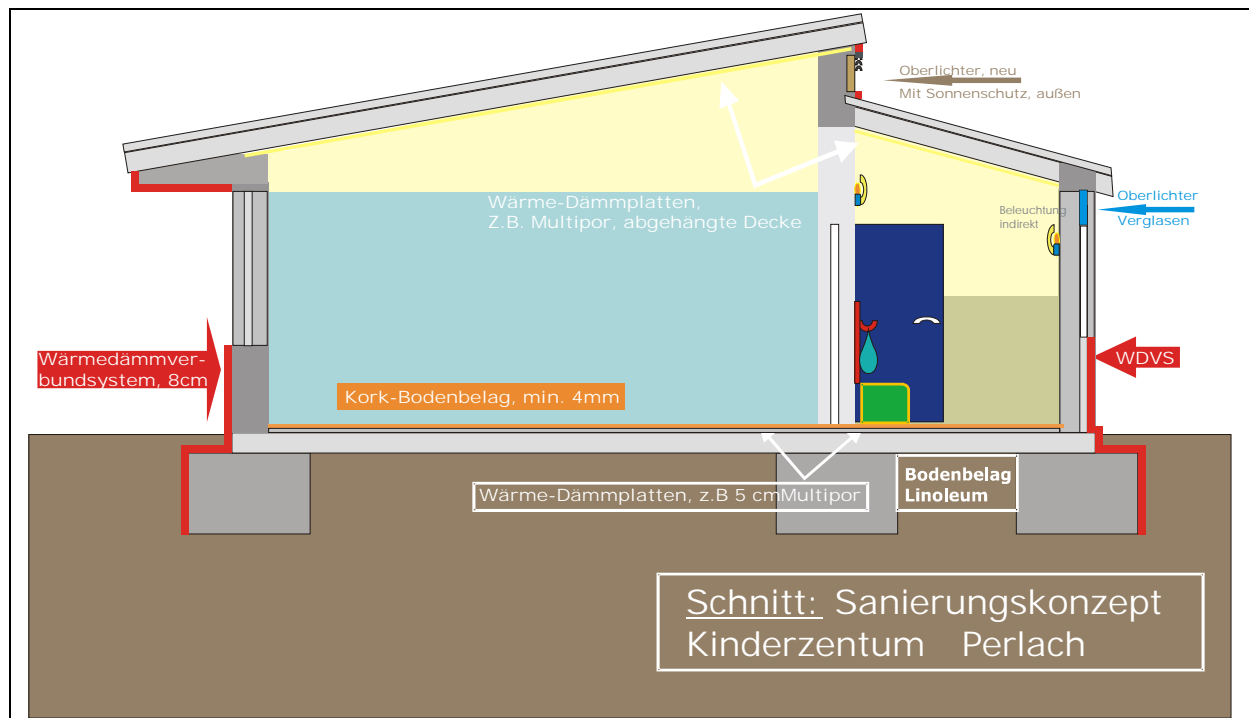 Oberlichter, neu
Mit Sonnenschutz, außen
Wärme-Dämmplatten,
Z.B. Multipor, abgehängte Decke
Beleuchtung
indirekt
Oberlichter
Verglasen
Wärmedämmver-
bundsystem, 8cm
WDVS
Kork-Bodenbelag, min. 4mm
Wärme-Dämmplatten, z.B 5 cmMultipor
Bodenbelag
Linoleum
Schnitt: Sanierungskonzept
Kinderzentum Perlach